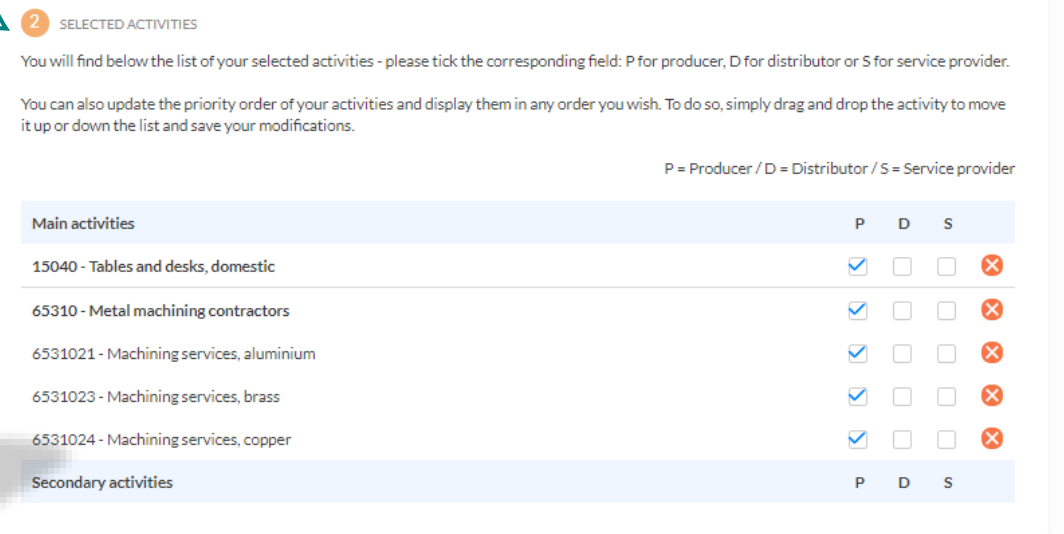 2 SELECTED ACTIVITIES
You will find below the list of your selected activities - please tick the corresponding field: P for producer, D for distributor or S for service provider.
You can also update the priority order of your activities and display them in any order you wish. To do so, simply drag and drop the activity to move
it up or down the list and save your modifications.
P = Producer / D = Distributor / S = Service provider
Main activities P D S
15040 - Tables and desks, domestic
65310 - Metal machining contractors
6531021 - Machining services, aluminium
6531023 - Machining services, brass
6531024 - Machining services, copper
Secondary activities P D S